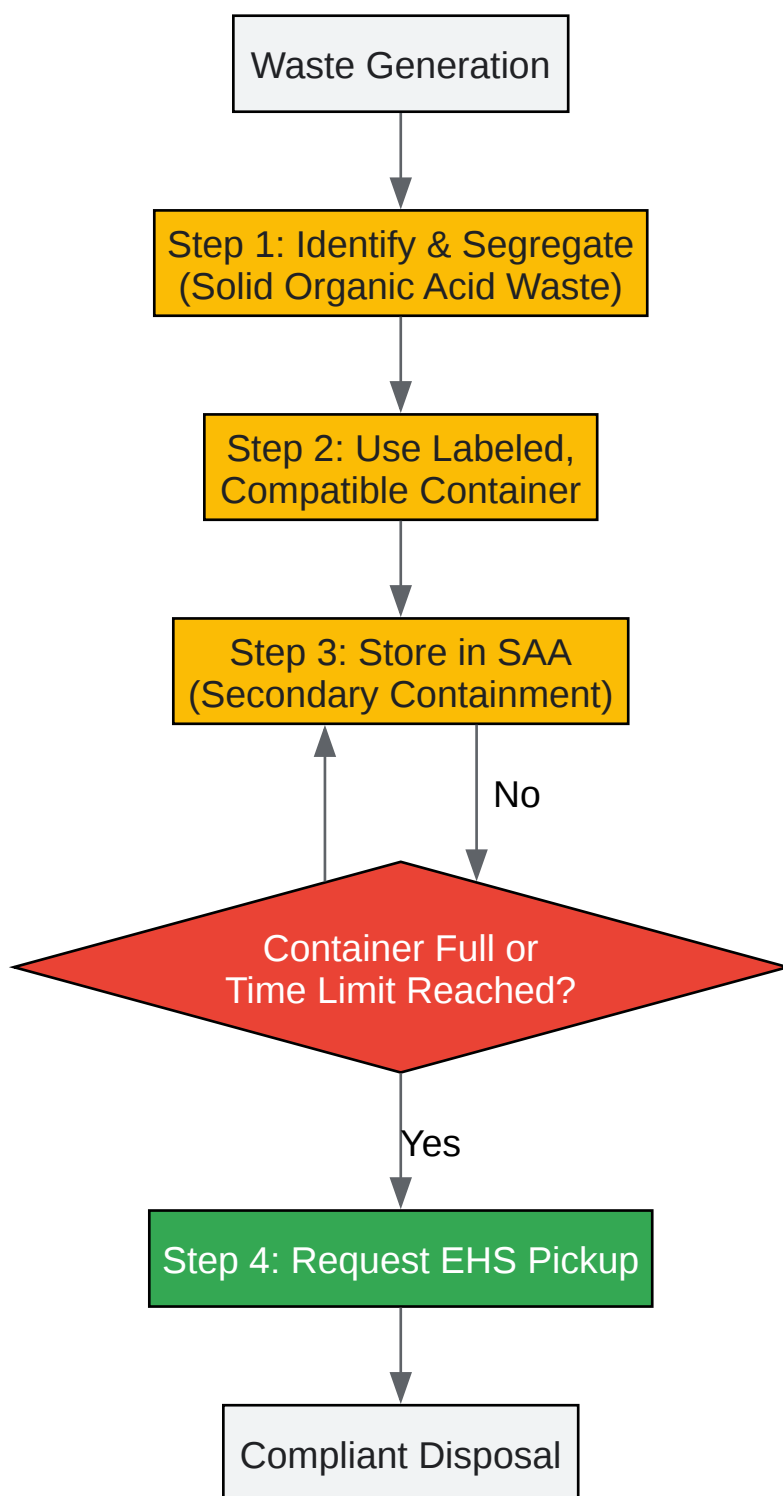 Waste Generation
Step 1: Identify & Segregate
(Solid Organic Acid Waste)
Step 2: Use Labeled,
Compatible Container
Step 3: Store in SAA
(Secondary Containment)
No
Container Full or
Time Limit Reached?
Yes
Step 4: Request EHS Pickup
Compliant Disposal